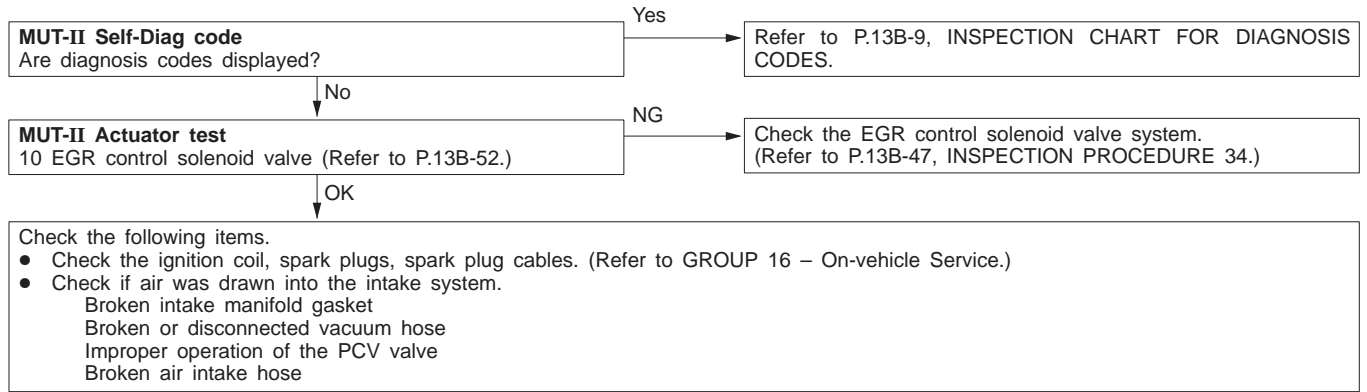 Yes
MUT-II Self-Diag code
Are diagnosis codes displayed?
Refer to P.13B-9, INSPECTION CHART FOR DIAGNOSIS
CODES.
No
NG
MUT-II Actuator test
10 EGR control solenoid valve (Refer to P.13B-52.)
Check the EGR control solenoid valve system.
(Refer to P.13B-47, INSPECTION PROCEDURE 34.)
OK
Check the following items.
● Check the ignition coil, spark plugs, spark plug cables. (Refer to GROUP 16 – On-vehicle Service.)
● Check if air was drawn into the intake system.
Broken intake manifold gasket
Broken or disconnected vacuum hose
Improper operation of the PCV valve
Broken air intake hose